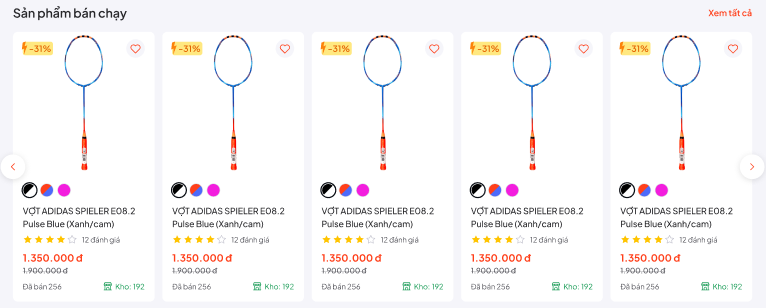 Sản phẩm bán chạy
Xem tất cả
-31%
-31%
-31%
-31%
-31%
VỢT ADIDAS SPIELER E08.2
Pulse Blue (Xanh/cam)
12 đánh giá
1.350.000 đ
1.900.000 đ
Đã bán 256
Kho: 192
VỢT ADIDAS SPIELER E08.2
Pulse Blue (Xanh/cam)
12 đánh giá
1.350.000 đ
1.900.000 đ
Đã bán 256
Kho: 192
VỢT ADIDAS SPIELER E08.2
Pulse Blue (Xanh/cam)
12 đánh giá
1.350.000 đ
1.900.000 đ
Đã bán 256
Kho: 192
VỢT ADIDAS SPIELER E08.2
Pulse Blue (Xanh/cam)
12 đánh giá
1.350.000 đ
1.900.000 đ
Đã bán 256
Kho: 192
VỢT ADIDAS SPIELER E08.2
Pulse Blue (Xanh/cam)
12 đánh giá
1.350.000 đ
1.900.000 đ
Đã bán 256
Kho: 192